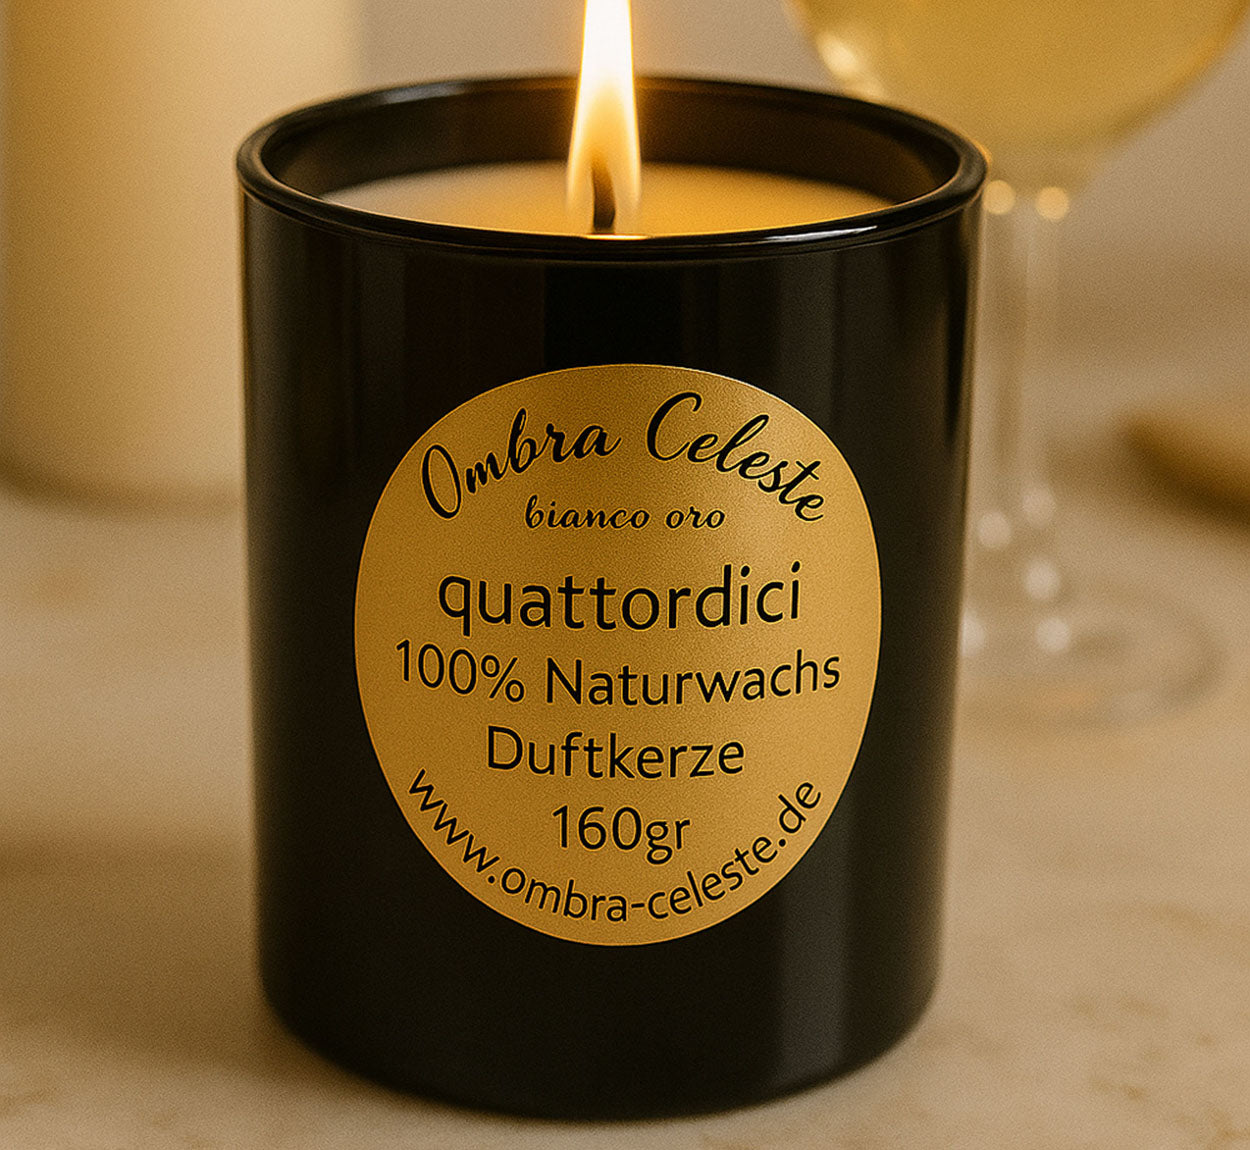 Ombra Celeste
bianco oro
quattordici
100% Naturwachs
Duftkerze
160gr
www.ombra-celeste.de